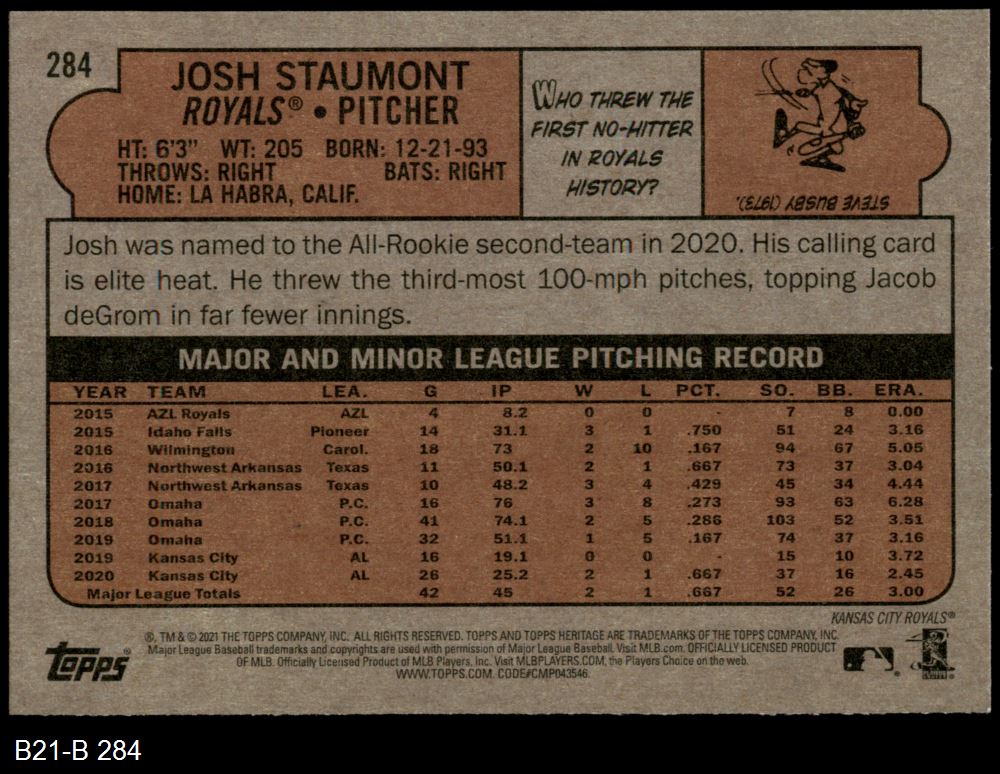 284
JOSH STAUMONT
ROYALS® • PITCHER
HT: 6'3" WT: 205 BORN: 12-21-93
THROWS: RIGHT BATS: RIGHT
HOME: LA HABRA, CALIF.
WHO THREW THE
FIRST NO-HITTER
IN ROYALS
HISTORY?
STEVE BUSBY (1973).
Josh was named to the All-Rookie second-team in 2020. His calling card
is elite heat. He threw the third-most 100-mph pitches, topping Jacob
deGrom in far fewer innings.
MAJOR AND MINOR LEAGUE PITCHING RECORD
YEAR TEAM LEA. G IP W L PCT. SO. BB. ERA.
2015 AZL Royals AZL 4 8.2 0 0 - 7 8 0.00
2015 Idaho Falls Pioneer 14 31.1 3 1 .750 51 24 3.16
2016 Wilmington Carol. 18 73 2 10 .167 94 67 5.05
2016 Northwest Arkansas Texas 11 50.1 2 1 .667 73 37 3.04
2017 Northwest Arkansas Texas 10 48.2 3 4 .429 45 34 4.44
2017 Omaha P.C. 16 76 3 8 .273 93 63 6.28
2018 Omaha P.C. 41 74.1 2 5 .286 103 52 3.51
2019 Omaha P.C. 32 51.1 1 5 .167 74 37 3.16
2019 Kansas City AL 16 19.1 0 0 - 15 10 3.72
2020 Kansas City AL 26 25.2 2 1 .667 37 16 2.45
Major League Totals 42 45 2 1 .667 52 26 3.00
KANSAS CITY ROYALS®
topps®
®, TM & © 2021 THE TOPPS COMPANY, INC. ALL RIGHTS RESERVED. TOPPS AND TOPPS HERITAGE ARE TRADEMARKS OF THE TOPPS COMPANY, INC.
Major League Baseball trademarks and copyrights are used with permission of Major League Baseball. Visit MLB.com. OFFICIALLY LICENSED PRODUCT
OF MLB. Officially Licensed Product of MLB Players, Inc. Visit MLBPLAYERS.COM, the Players Choice on the web.
WWW.TOPPS.COM. CODE#CMP043546.
B21-B 284